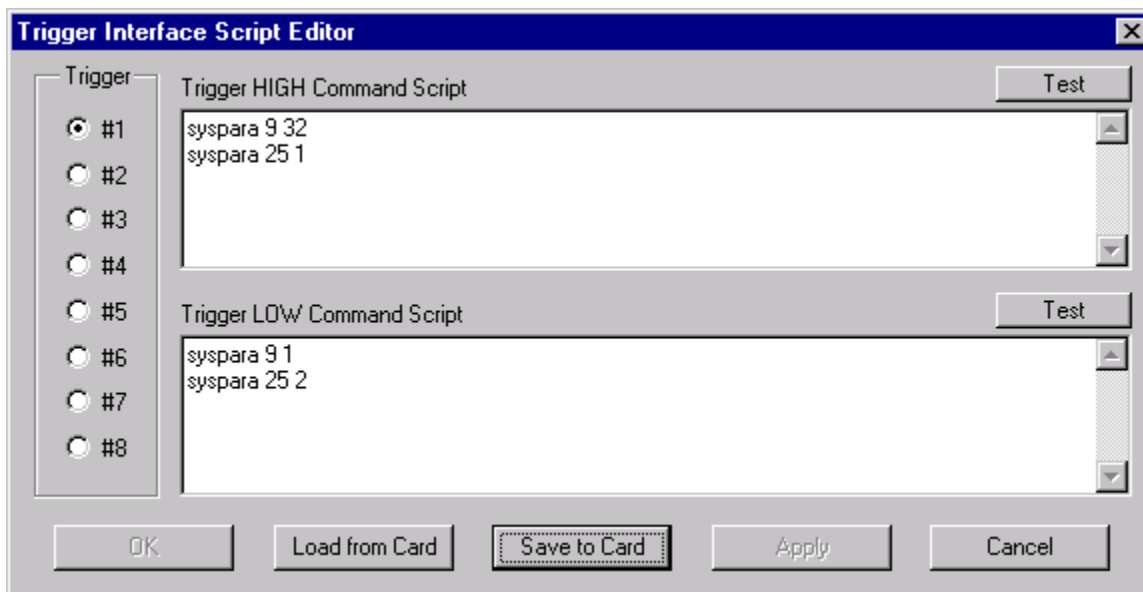 Trigger Interface Script Editor
Trigger
#1
#2
#3
#4
#5
#6
#7
#8
Trigger HIGH Command Script
Test
syspara 9 32
syspara 25 1
Trigger LOW Command Script
Test
syspara 9 1
syspara 25 2
OK
Load from Card
Save to Card
Apply
Cancel